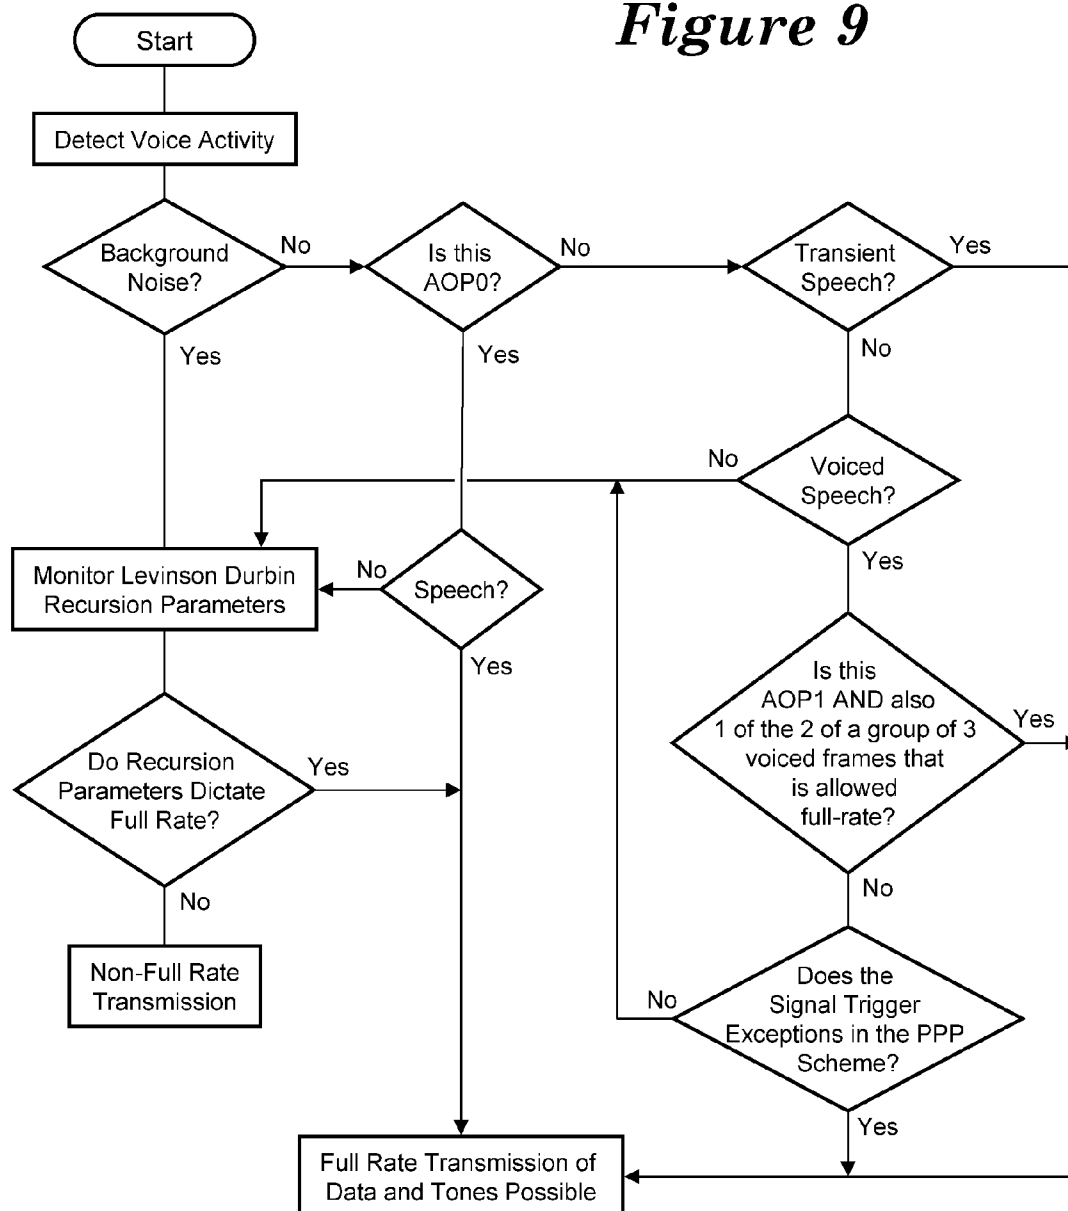 Figure 9
Start
Detect Voice Activity
Background
Noise?
No
Yes
Is this
AOP0?
No
Yes
Transient
Speech?
Yes
No
Voiced
Speech?
No
Yes
Monitor Levinson Durbin
Recursion Parameters
Speech?
No
Yes
Is this
AOP1 AND also
1 of the 2 of a group of 3
voiced frames that
is allowed
full-rate?
Yes
No
Do Recursion
Parameters Dictate
Full Rate?
Yes
No
Non-Full Rate
Transmission
Does the
Signal Trigger
Exceptions in the PPP
Scheme?
No
Yes
Full Rate Transmission of
Data and Tones Possible